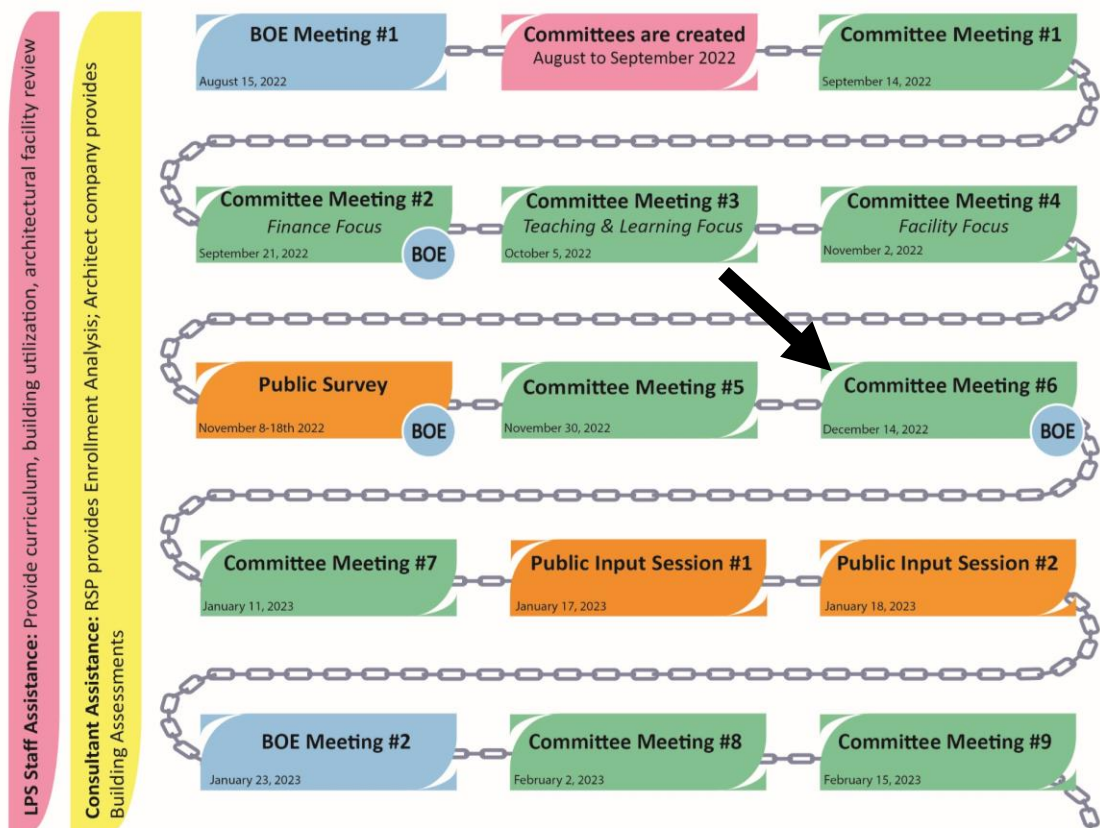 LPS Staff Assistance: Provide curriculum, building utilization, architectural facility review
Consultant Assistance: RSP provides Enrollment Analysis; Architect company provides
Building Assessments
BOE Meeting #1
August 15, 2022
Committees are created
August to September 2022
Committee Meeting #1
September 14, 2022
Committee Meeting #2
Finance Focus
September 21, 2022
BOE
Committee Meeting #3
Teaching & Learning Focus
October 5, 2022
Committee Meeting #4
Facility Focus
November 2, 2022
Public Survey
November 8-18th 2022
BOE
Committee Meeting #5
November 30, 2022
Committee Meeting #6
December 14, 2022
BOE
Committee Meeting #7
January 11, 2023
Public Input Session #1
January 17, 2023
Public Input Session #2
January 18, 2023
BOE Meeting #2
January 23, 2023
Committee Meeting #8
February 2, 2023
Committee Meeting #9
February 15, 2023